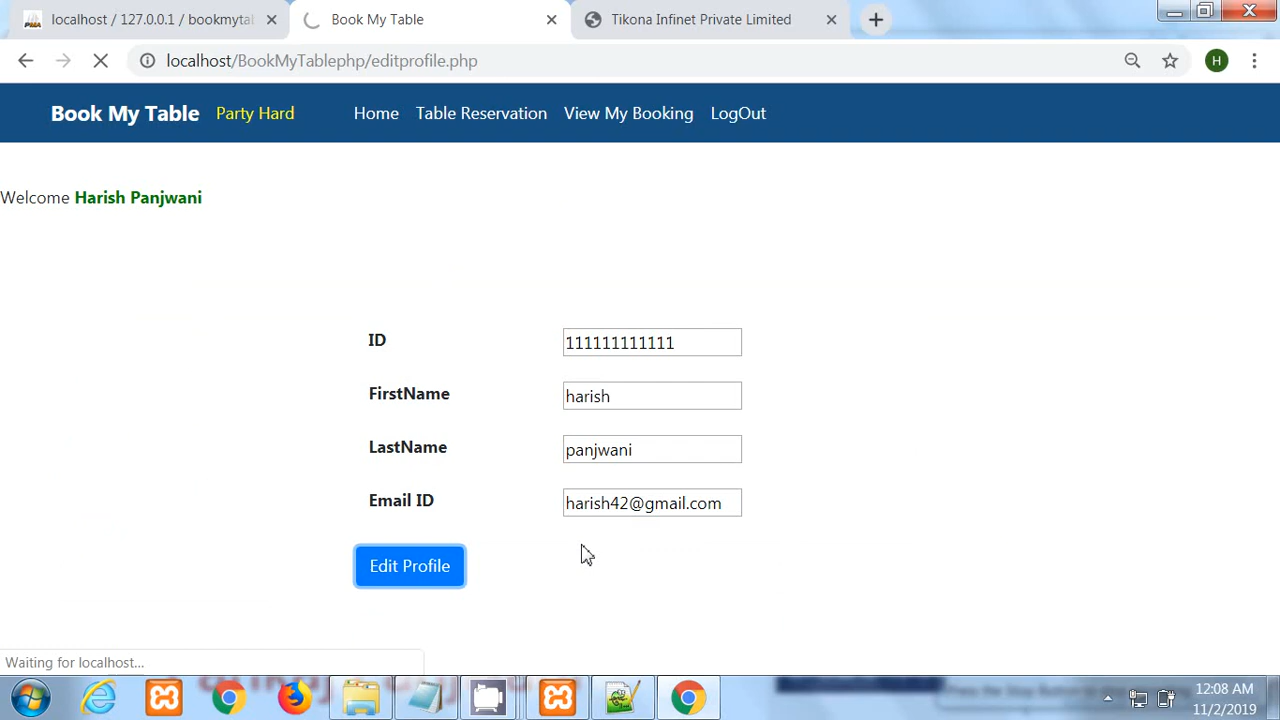 localhost / 127.0.0.1 / bookmytab
Book My Table
Tikona Infinet Private Limited
localhost/BookMyTablephp/editprofile.php
H
Book My Table Party Hard Home Table Reservation View My Booking LogOut
Welcome Harish Panjwani
ID 111111111111
FirstName harish
LastName panjwani
Email ID harish42@gmail.com
Edit Profile
Waiting for localhost...
12:08 AM
11/2/2019